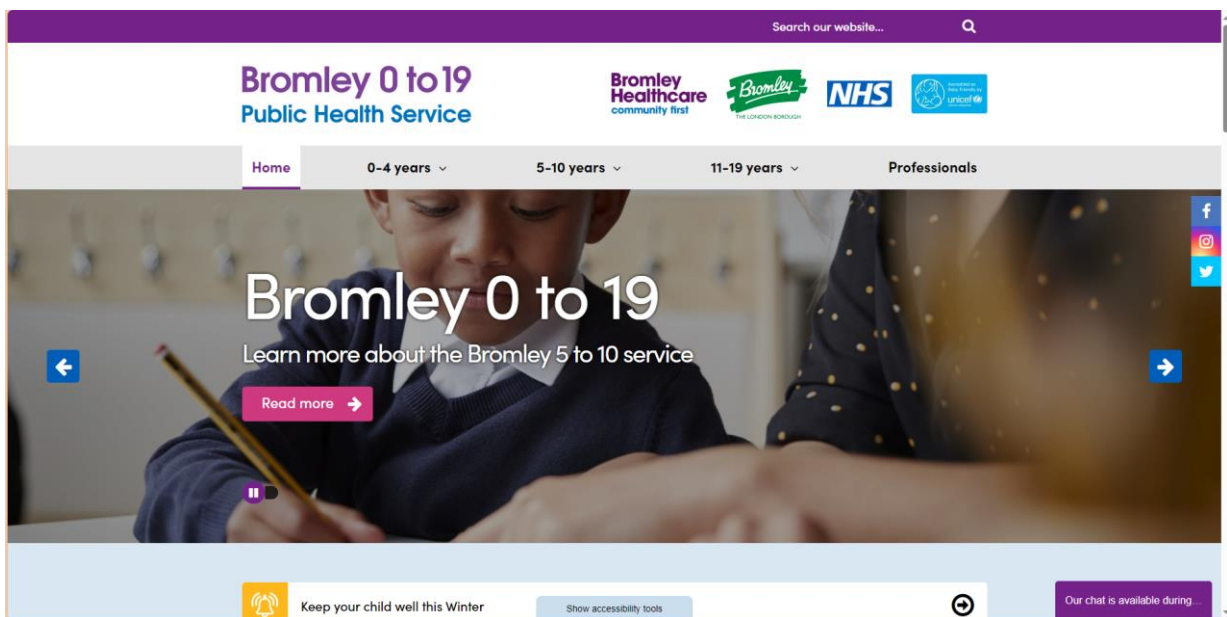 Search our website...
Bromley 0 to 19
Public Health Service
Bromley
Healthcare
community first
Bromley
THE LONDON BOROUGH
NHS
unicef
Home
0-4 years
5-10 years
11-19 years
Professionals
Bromley 0 to 19
Learn more about the Bromley 5 to 10 service
Read more
Keep your child well this Winter
Show accessibility tools
Our chat is available during...